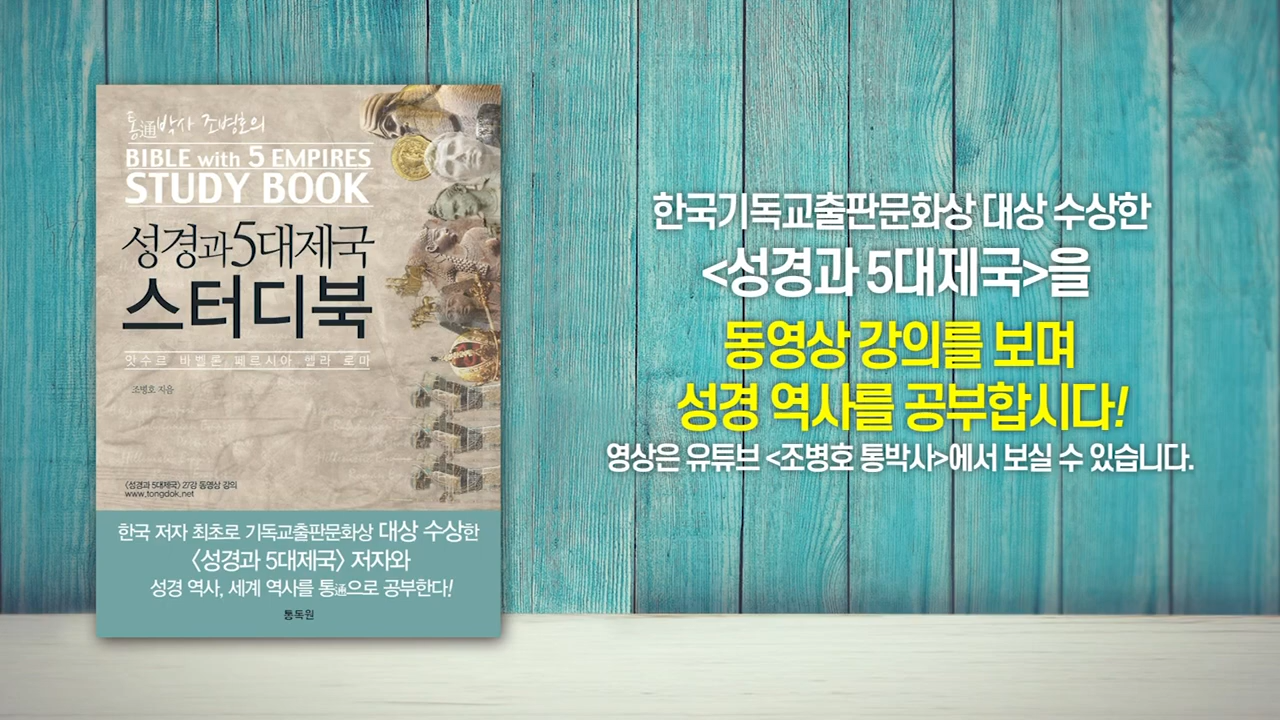 통通박사 조병호의
BIBLE with 5 EMPIRES
STUDY BOOK
성경과 5대제국
스터디북
앗수르 바벨론, 페르시아 헬라 로마
조병호 지음
〈성경과 5대제국〉 27강 동영상 강의
www.tongdok.net
한국 저자 최초로 기독교출판문화상 대상 수상한
〈성경과 5대제국〉 저자와
성경 역사, 세계 역사를 통通으로 공부한다!
통독원
한국기독교출판문화상 대상 수상한
<성경과 5대제국>을
동영상 강의를 보며
성경 역사를 공부합시다!
영상은 유튜브 <조병호 통박사>에서 보실 수 있습니다.